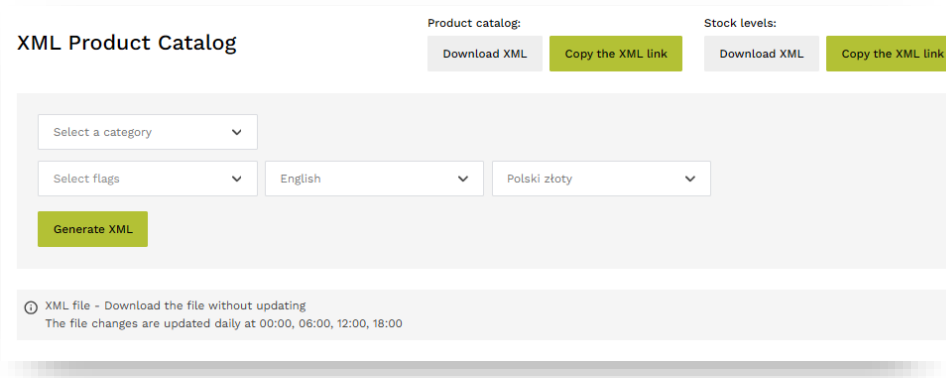 XML Product Catalog
Product catalog:
Download XML
Copy the XML link
Stock levels:
Download XML
Copy the XML link
Select a category
Select flags
English
Polski złoty
Generate XML
XML file - Download the file without updating
The file changes are updated daily at 00:00, 06:00, 12:00, 18:00